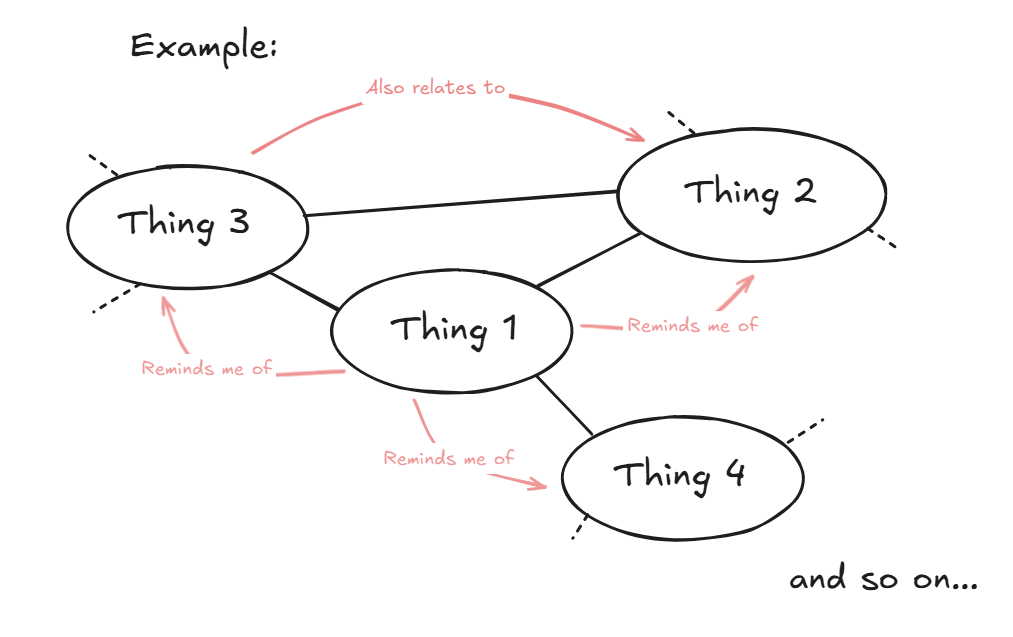 Example:
Also relates to
Thing 3
Thing 2
Thing 1
Reminds me of
Reminds me of
Reminds me of
Thing 4
and so on...